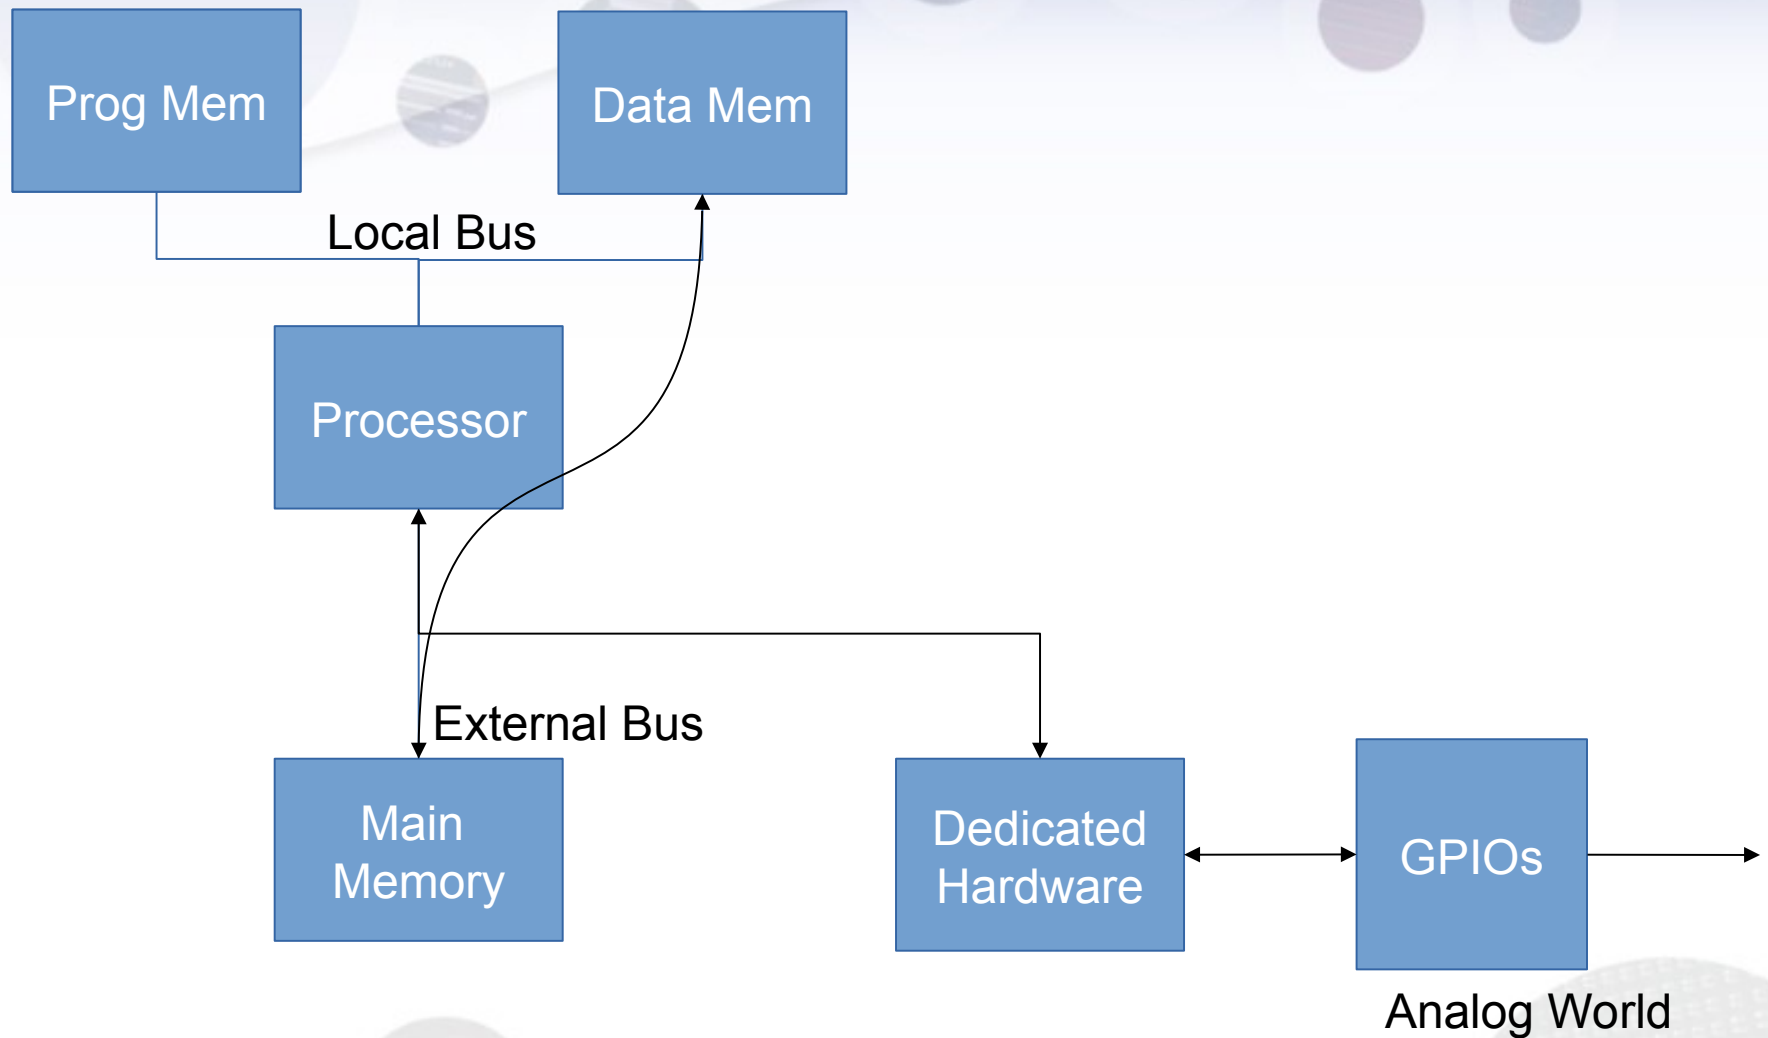 Prog Mem
Data Mem
Local Bus
Processor
External Bus
Main
Memory
Dedicated
Hardware
GPIOs
Analog World